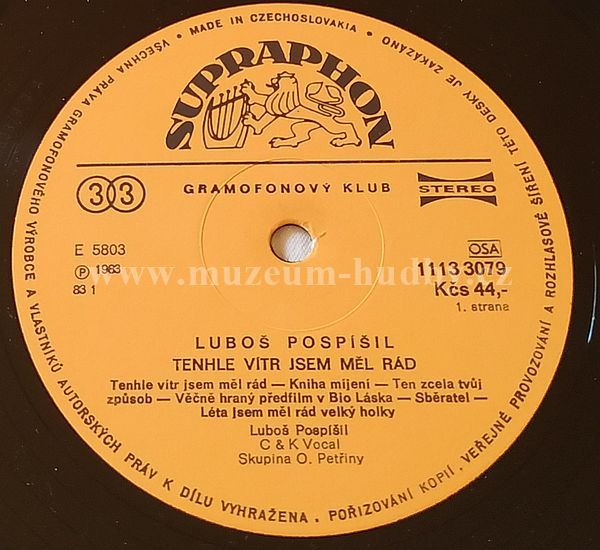 • MADE IN CZECHOSLOVAKIA •
VŠECHNA PRÁVA GRAMOFONOVÉHO VÝROBCE A VLASTNÍKŮ AUTORSKÝCH PRÁV K DÍLU VYHRAŽENA. POŘIZOVÁNÍ KOPIÍ, VEŘEJNÉ PROVOZOVÁNÍ A ROZHLASOVÉ ŠÍŘENÍ TÉTO DESKY JE ZAKÁZÁNO
SUPRAPHON
33 GRAMOFONOVÝ KLUB STEREO
E 5803 OSA
℗ 1983 1113 3079
83 1 Kčs 44,-
1. strana
www.muzeum-hudby.cz
LUBOŠ POSPÍŠIL
TENHLE VÍTR JSEM MĚL RÁD
Tenhle vítr jsem měl rád — Kniha míjení — Ten zcela tvůj
způsob — Věčně hraný předfilm v Bio Láska — Sběratel —
Léta jsem měl rád velký holky
Luboš Pospíšil
C & K Vocal
Skupina O. Petřiny